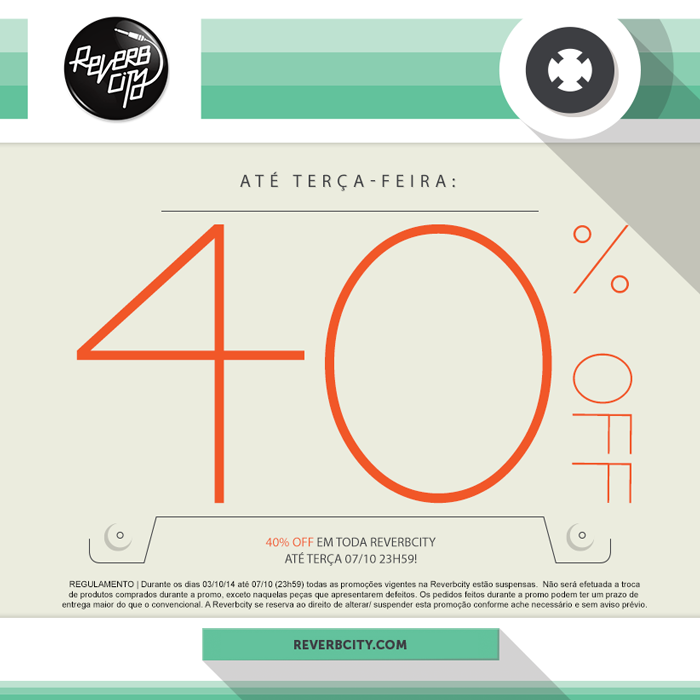 REVERB
CITY
ATÉ TERÇA-FEIRA:
40% OFF
40% OFF EM TODA REVERBCITY
ATÉ TERÇA 07/10 23H59!
REGULAMENTO | Durante os dias 03/10/14 até 07/10 (23h59) todas as promoções vigentes na Reverbcity estão suspensas. Não será efetuada a troca
de produtos comprados durante a promo, exceto naquelas peças que apresentarem defeitos. Os pedidos feitos durante a promo podem ter um prazo de
entrega maior do que o convencional. A Reverbcity se reserva ao direito de alterar/ suspender esta promoção conforme ache necessário e sem aviso prévio.
REVERBCITY.COM